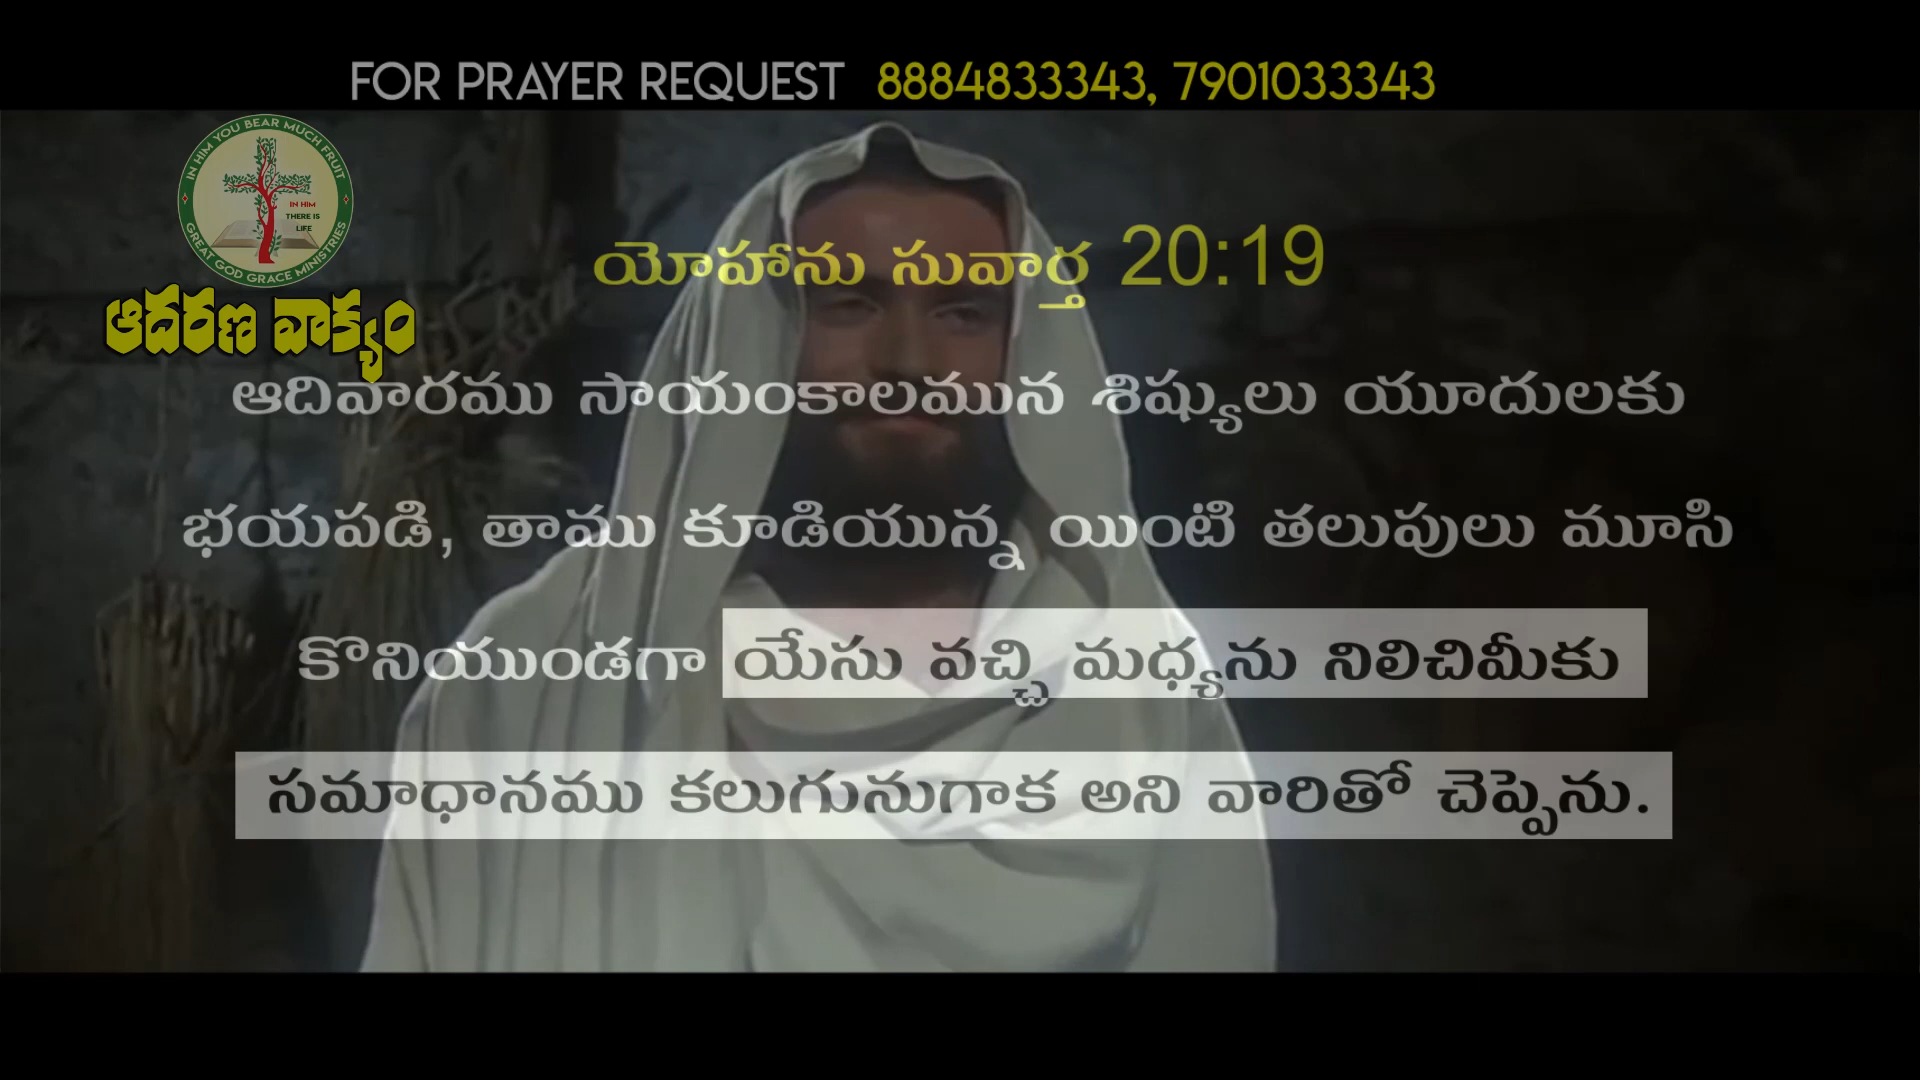 FOR PRAYER REQUEST 8884833343, 7901033343
IN HIM YOU BEAR MUCH FRUIT
IN HIM
THERE IS
LIFE
GREAT GOD GRACE MINISTRIES
ఆదరణ వాక్యం
యోహాను సువార్త 20:19
ఆదివారము సాయంకాలమున శిష్యులు యూదులకు
భయపడి, తాము కూడియున్న యింటి తలుపులు మూసి
కొనియుండగా యేసు వచ్చి మధ్యను నిలిచిమీకు
సమాధానము కలుగునుగాక అని వారితో చెప్పెను.